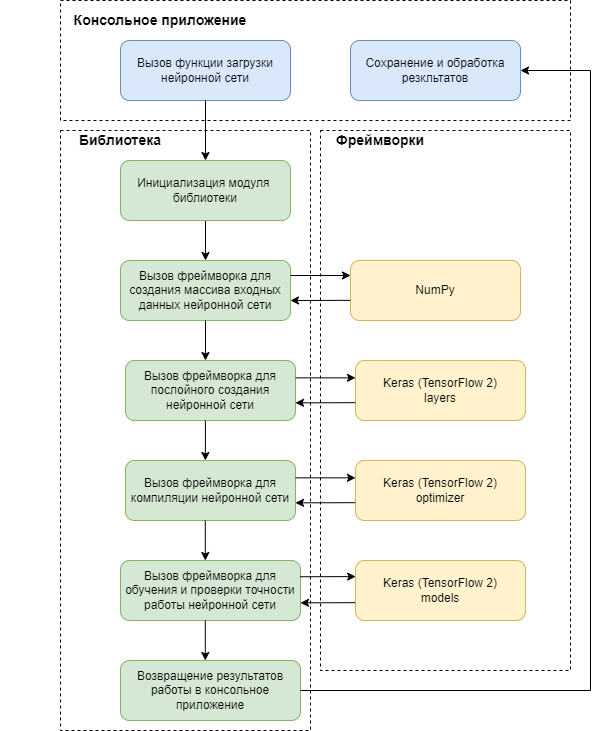 Консольное приложение
Вызов функции загрузки
нейронной сети
Сохранение и обработка
резкльтатов
Библиотека
Фреймворки
Инициализация модуля
библиотеки
Вызов фреймворка для
создания массива входных
данных нейронной сети
NumPy
Вызов фреймворка для
послойного создания
нейронной сети
Keras (TensorFlow 2)
layers
Вызов фреймворка для
компиляции нейронной сети
Keras (TensorFlow 2)
optimizer
Вызов фреймворка для
обучения и проверки точности
работы нейронной сети
Keras (TensorFlow 2)
models
Возвращение результатов
работы в консольное
приложение